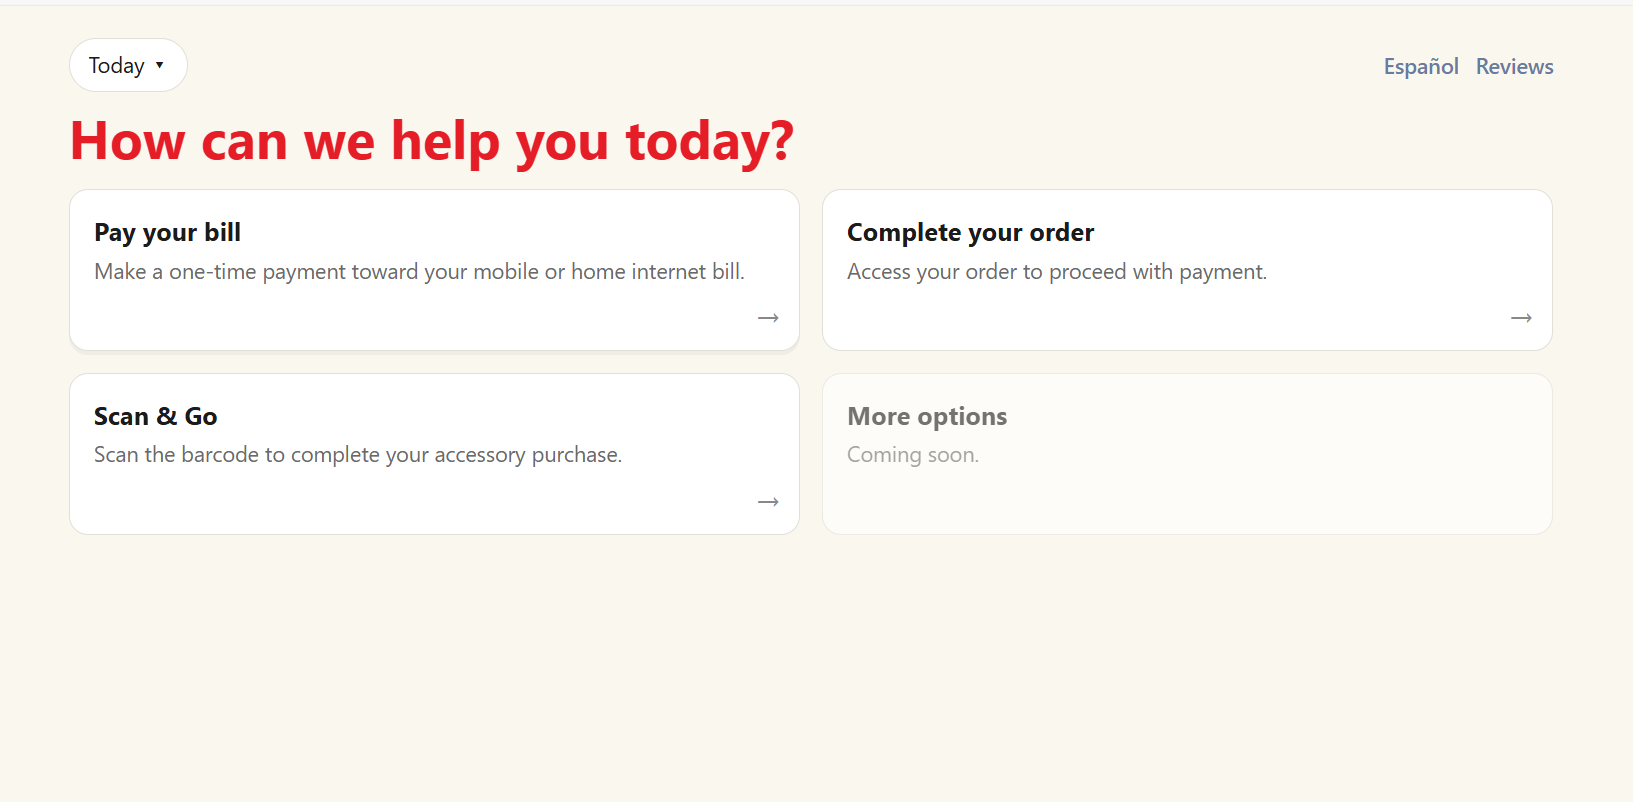 Today ▼
Español Reviews
How can we help you today?
Pay your bill
Make a one-time payment toward your mobile or home internet bill.
→
Complete your order
Access your order to proceed with payment.
→
Scan & Go
Scan the barcode to complete your accessory purchase.
→
More options
Coming soon.